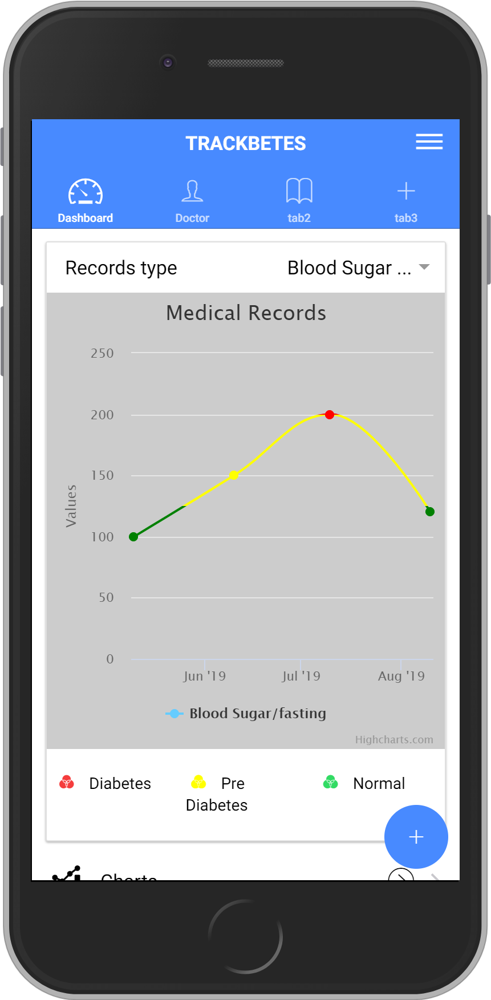 TRACKBETES
Dashboard Doctor tab2 tab3
Records type Blood Sugar ...
Medical Records
250
200
150
100
50
0
Values
Jun '19 Jul '19 Aug '19
Blood Sugar/fasting
Highcharts.com
Diabetes Pre Diabetes Normal
Charts